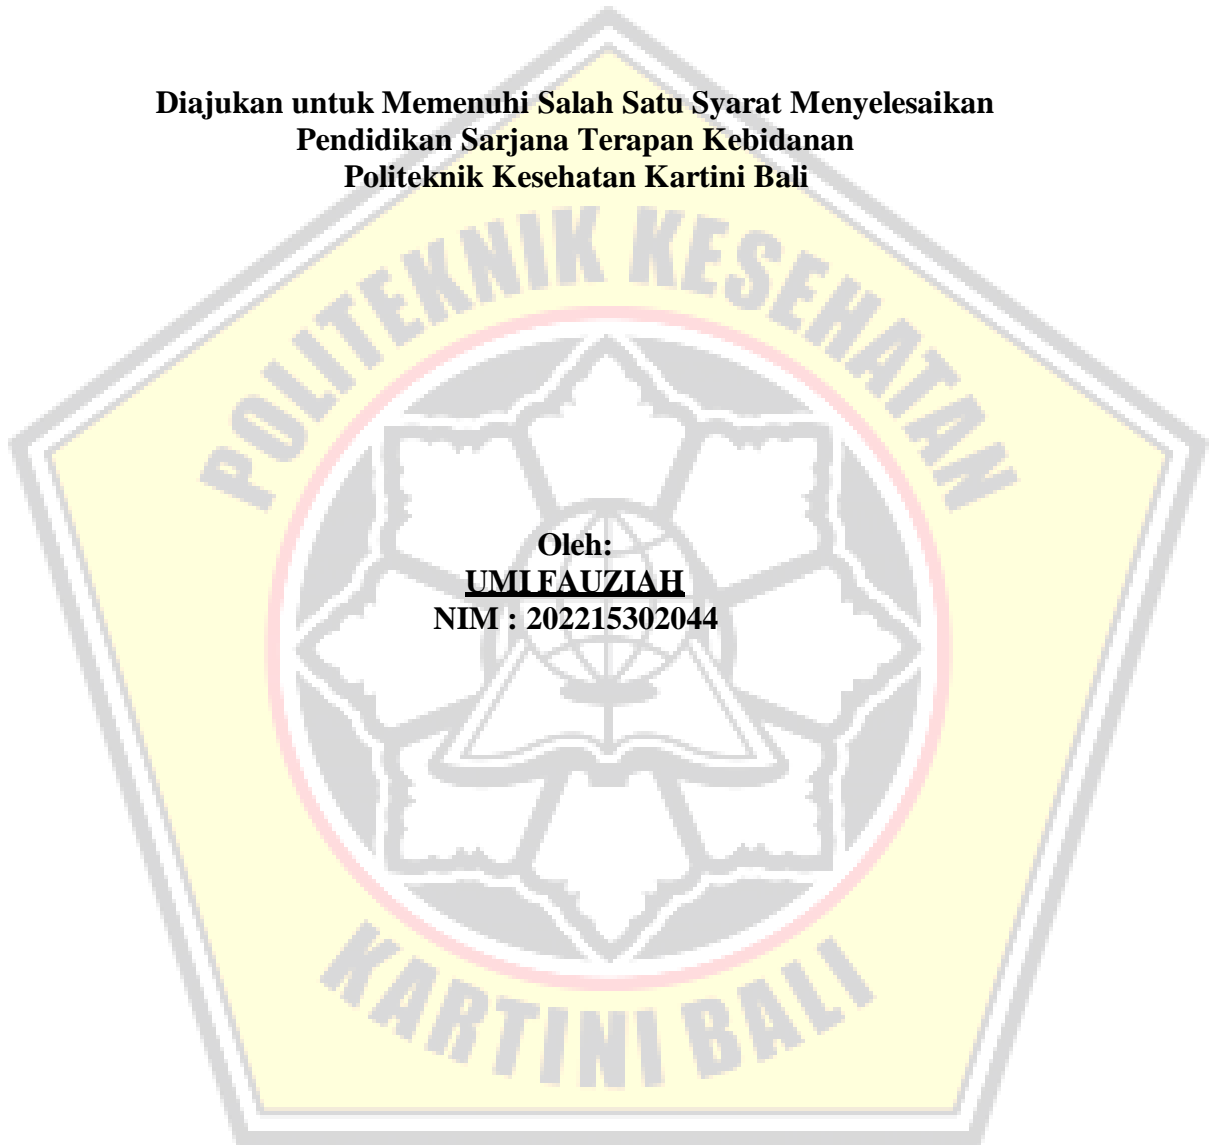 Diajukan untuk Memenuhi Salah Satu Syarat Menyelesaikan
Pendidikan Sarjana Terapan Kebidanan
Politeknik Kesehatan Kartini Bali
POLITEKNIK KESEHATAN
Oleh:
UMI FAUZIAH
NIM : 202215302044
KARTINI BALI